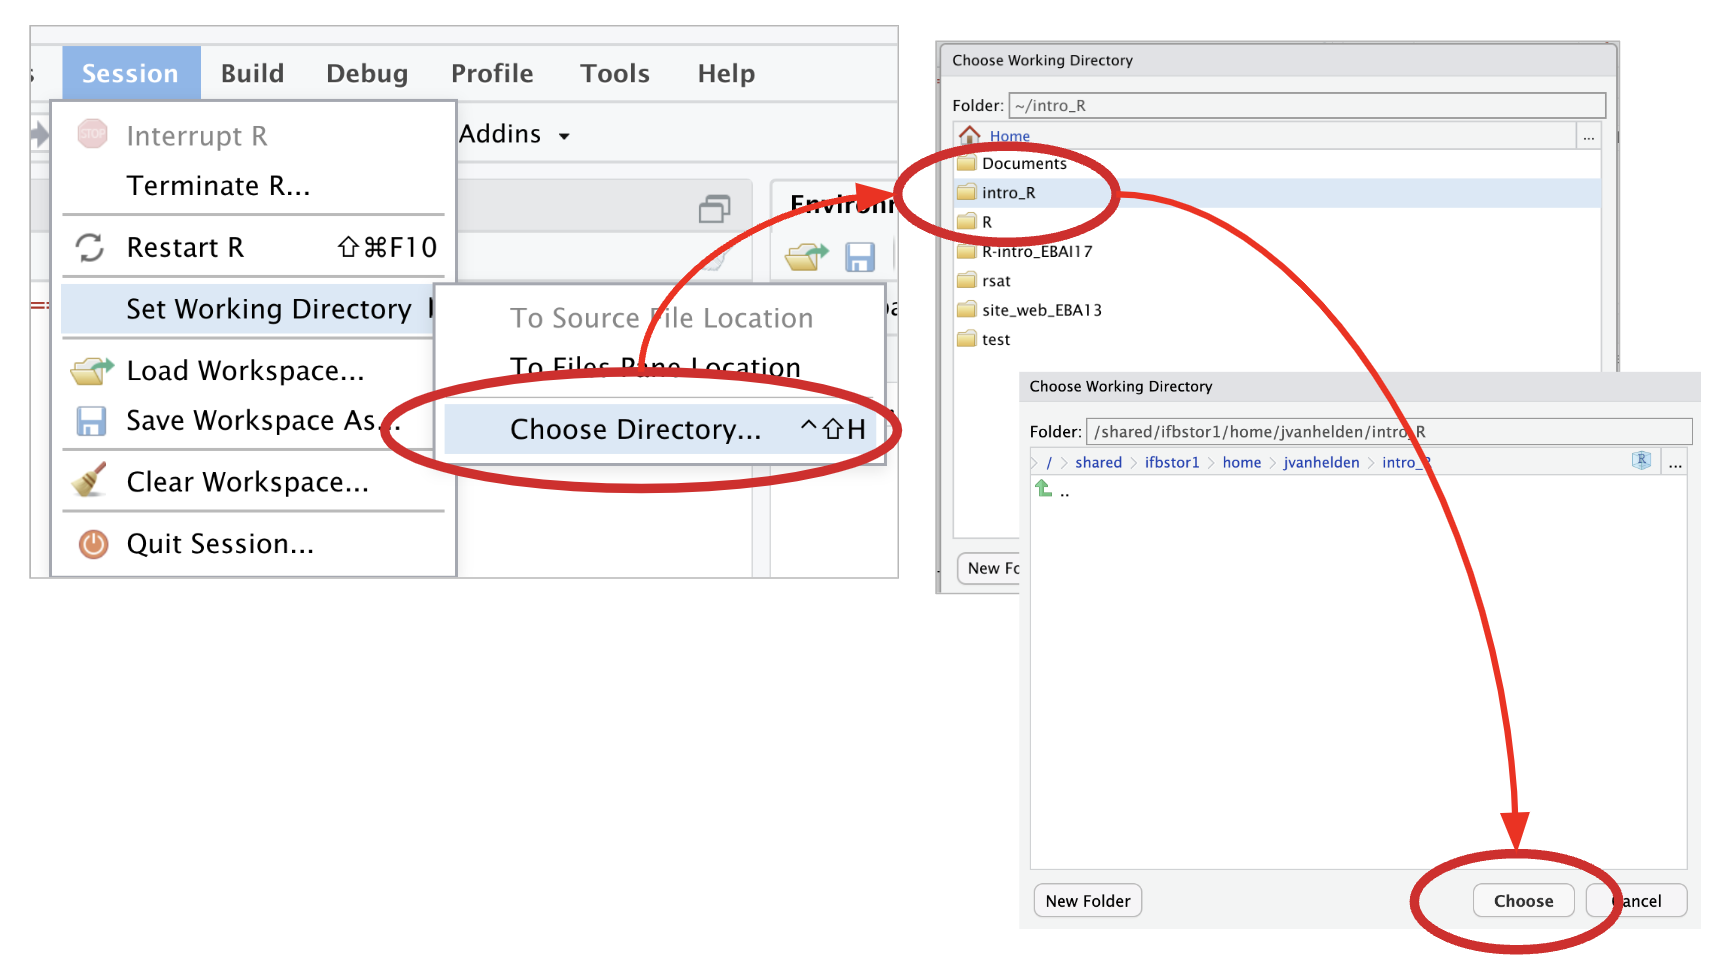 Session Build Debug Profile Tools Help
Interrupt R
Terminate R...
Restart R ⇧⌘F10
Set Working Directory
Load Workspace...
Save Workspace As...
Clear Workspace...
Quit Session...
Addins
To Source File Location
To Files Pane Location
Choose Directory... ^⇧H
Choose Working Directory
Folder: ~/intro_R
Home ...
Documents
intro_R
R
R-intro_EBAI17
rsat
site_web_EBA13
test
Choose Working Directory
Folder: /shared/ifbstor1/home/jvanhelden/intro_R
/ shared ifbstor1 home jvanhelden intro_R ...
..
New Folder Choose Cancel